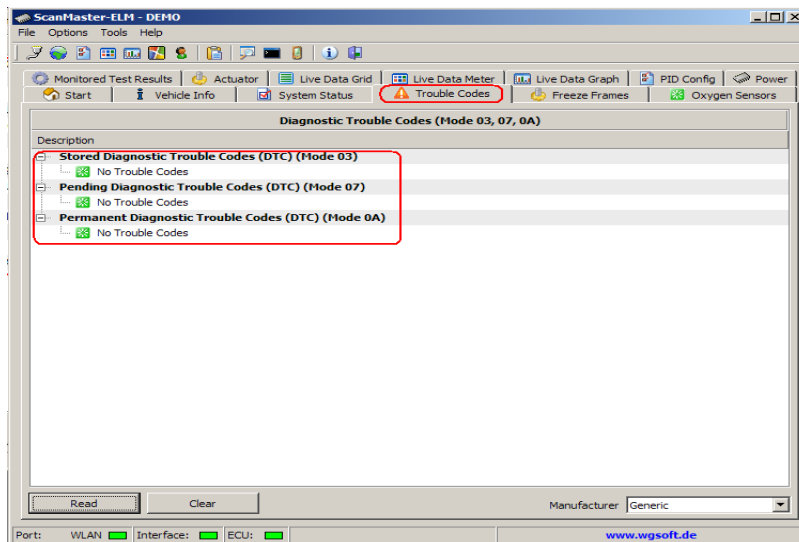 ScanMaster-ELM - DEMO
File Options Tools Help
Monitored Test Results Actuator Live Data Grid Live Data Meter Live Data Graph PID Config Power
Start Vehicle Info System Status Trouble Codes Freeze Frames Oxygen Sensors
Diagnostic Trouble Codes (Mode 03, 07, 0A)
Description
Stored Diagnostic Trouble Codes (DTC) (Mode 03)
No Trouble Codes
Pending Diagnostic Trouble Codes (DTC) (Mode 07)
No Trouble Codes
Permanent Diagnostic Trouble Codes (DTC) (Mode 0A)
No Trouble Codes
Read Clear Manufacturer Generic
Port: WLAN Interface: ECU: www.wgsoft.de